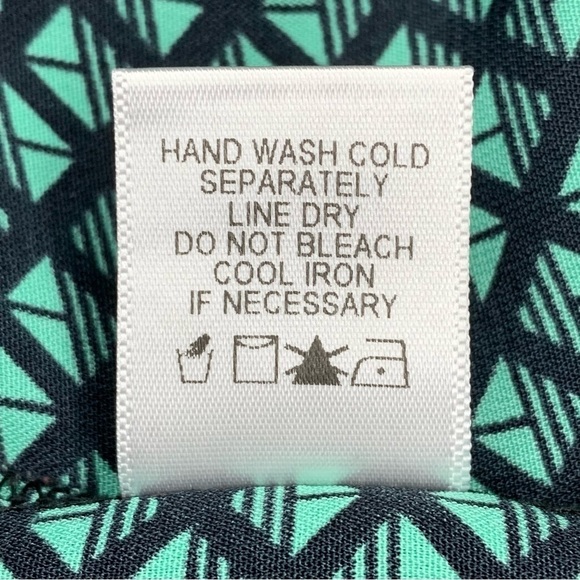 HAND WASH COLD
SEPARATELY
LINE DRY
DO NOT BLEACH
COOL IRON
IF NECESSARY